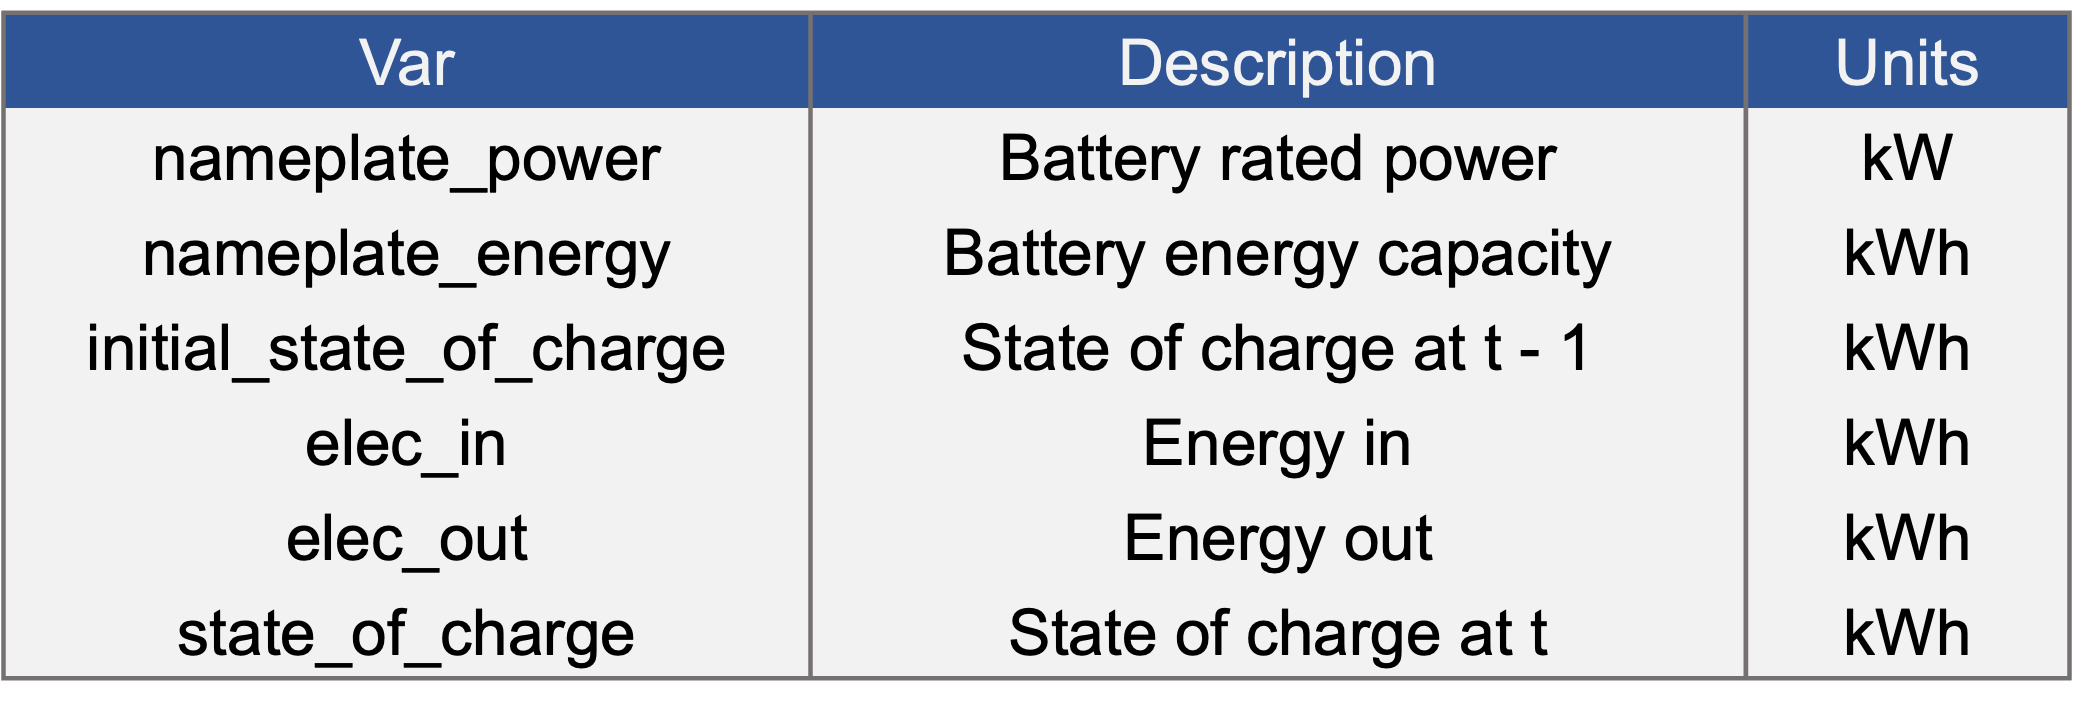 Var Description Units
nameplate_power Battery rated power kW
nameplate_energy Battery energy capacity kWh
initial_state_of_charge State of charge at t - 1 kWh
elec_in Energy in kWh
elec_out Energy out kWh
state_of_charge State of charge at t kWh